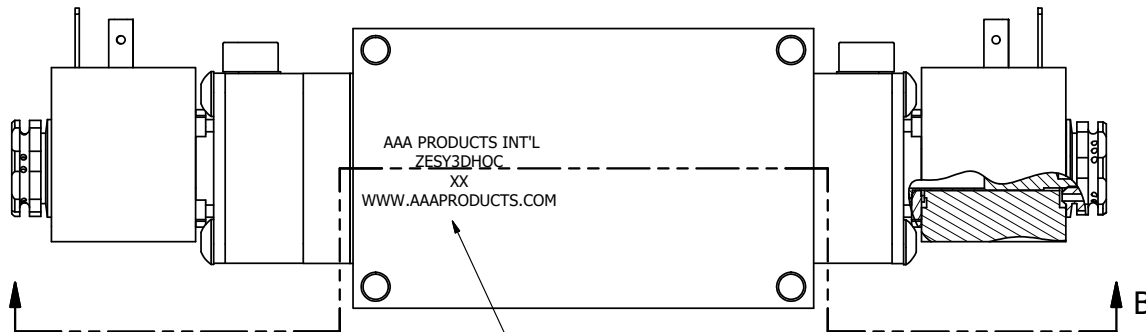 AAA PRODUCTS INT'L
ZESY3DHOC
XX
WWW.AAAPRODUCTS.COM
B